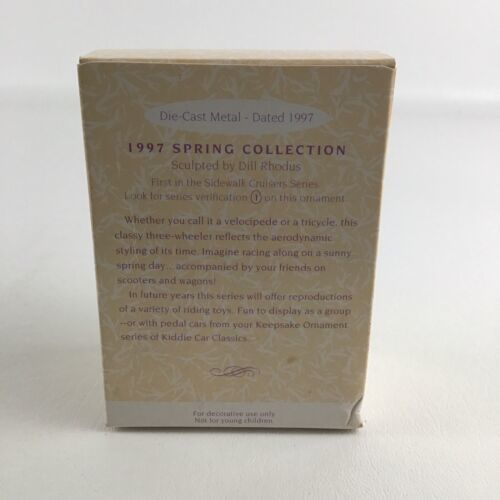 Die-Cast Metal - Dated 1997
1997 SPRING COLLECTION
Sculpted by Dill Rhodus
First in the Sidewalk Cruisers Series.
Look for series verification 1 on this ornament.
Whether you call it a velocipede or a tricycle, this
classy three-wheeler reflects the aerodynamic
styling of its time. Imagine racing along on a sunny
spring day... accompanied by your friends on
scooters and wagons!
In future years this series will offer reproductions
of a variety of riding toys. Fun to display as a group
--or with pedal cars from your Keepsake Ornament
series of Kiddie Car Classics.
For decorative use only
Not for young children